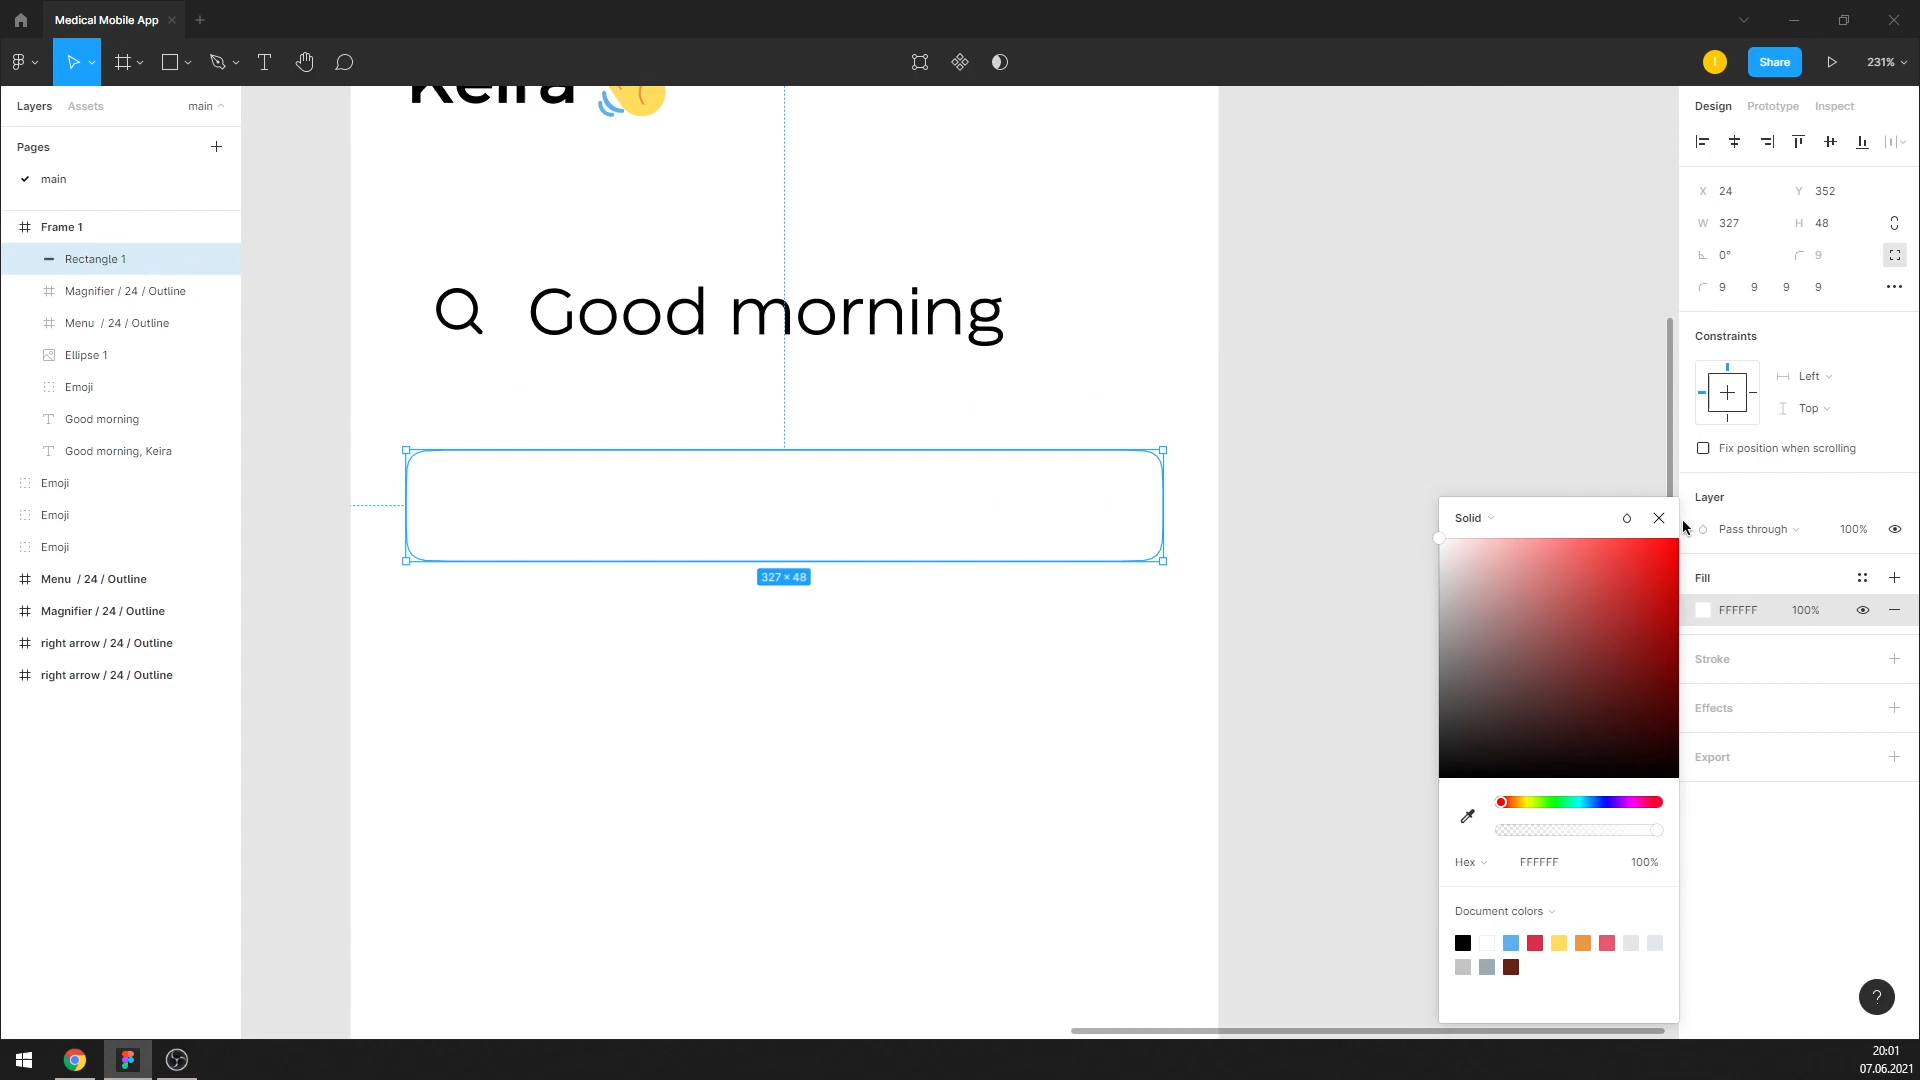 Medical Mobile App
Share
231%
Layers
Assets
main
Pages
main
Frame 1
Rectangle 1
Magnifier / 24 / Outline
Menu / 24 / Outline
Ellipse 1
Emoji
Good morning
Good morning, Keira
Emoji
Emoji
Emoji
Menu / 24 / Outline
Magnifier / 24 / Outline
right arrow / 24 / Outline
right arrow / 24 / Outline
Keira
Good morning
327 × 48
Design
Prototype
Inspect
X 24
Y 352
W 327
H 48
0°
9
9 9 9 9
Constraints
Left
Top
Fix position when scrolling
Layer
Pass through
100%
Fill
FFFFFF 100%
Stroke
Effects
Export
Solid
Hex
FFFFFF
100%
Document colors
?
20:01
07.06.2021